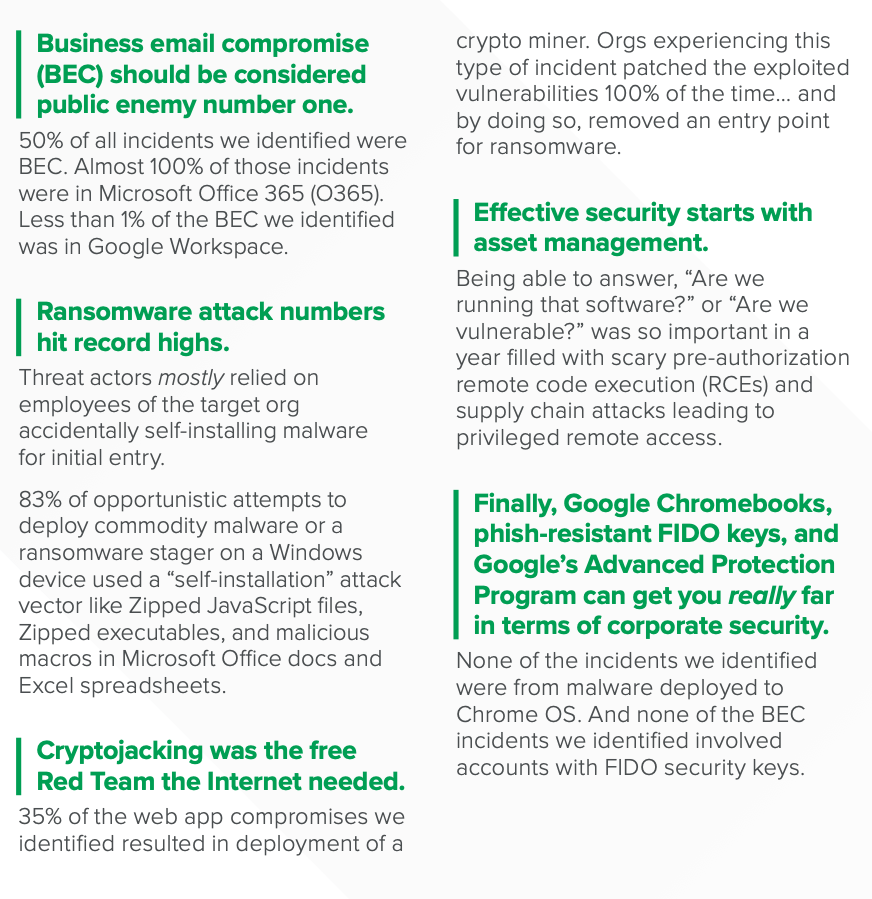 Business email compromise
(BEC) should be considered
public enemy number one.
50% of all incidents we identified were
BEC. Almost 100% of those incidents
were in Microsoft Office 365 (O365).
Less than 1% of the BEC we identified
was in Google Workspace.
Ransomware attack numbers
hit record highs.
Threat actors mostly relied on
employees of the target org
accidentally self-installing malware
for initial entry.
83% of opportunistic attempts to
deploy commodity malware or a
ransomware stager on a Windows
device used a “self-installation” attack
vector like Zipped JavaScript files,
Zipped executables, and malicious
macros in Microsoft Office docs and
Excel spreadsheets.
Cryptojacking was the free
Red Team the Internet needed.
35% of the web app compromises we
identified resulted in deployment of a
crypto miner. Orgs experiencing this
type of incident patched the exploited
vulnerabilities 100% of the time... and
by doing so, removed an entry point
for ransomware.
Effective security starts with
asset management.
Being able to answer, “Are we
running that software?” or “Are we
vulnerable?” was so important in a
year filled with scary pre-authorization
remote code execution (RCEs) and
supply chain attacks leading to
privileged remote access.
Finally, Google Chromebooks,
phish-resistant FIDO keys, and
Google’s Advanced Protection
Program can get you really far
in terms of corporate security.
None of the incidents we identified
were from malware deployed to
Chrome OS. And none of the BEC
incidents we identified involved
accounts with FIDO security keys.